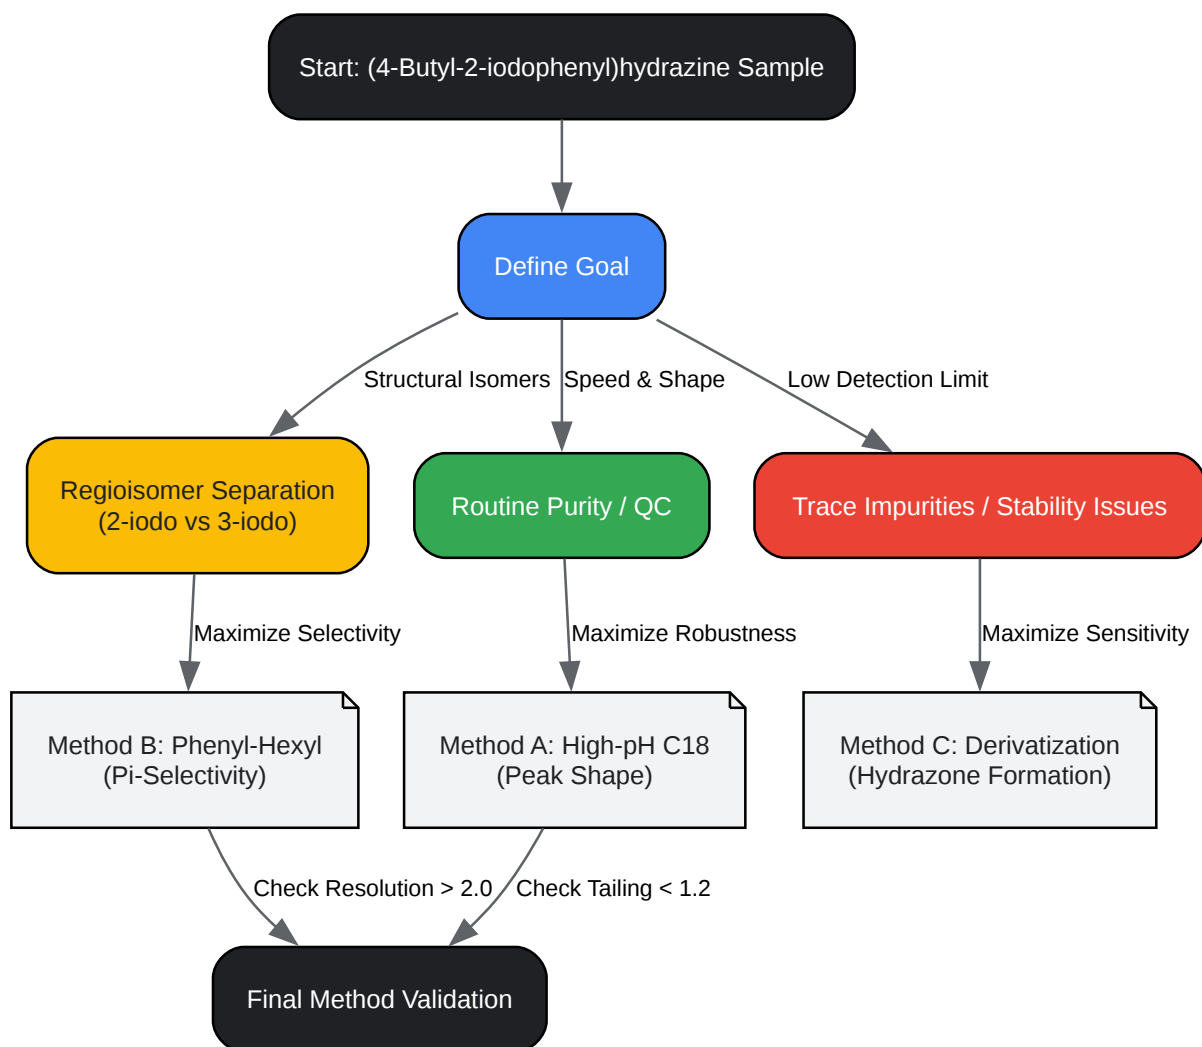 Start: (4-Butyl-2-iodophenyl)hydrazine Sample
Define Goal
Structural Isomers
Speed & Shape
Low Detection Limit
Regioisomer Separation
(2-iodo vs 3-iodo)
Routine Purity / QC
Trace Impurities / Stability Issues
Maximize Selectivity
Maximize Robustness
Maximize Sensitivity
Method B: Phenyl-Hexyl
(Pi-Selectivity)
Method A: High-pH C18
(Peak Shape)
Method C: Derivatization
(Hydrazone Formation)
Check Resolution > 2.0
Check Tailing < 1.2
Final Method Validation